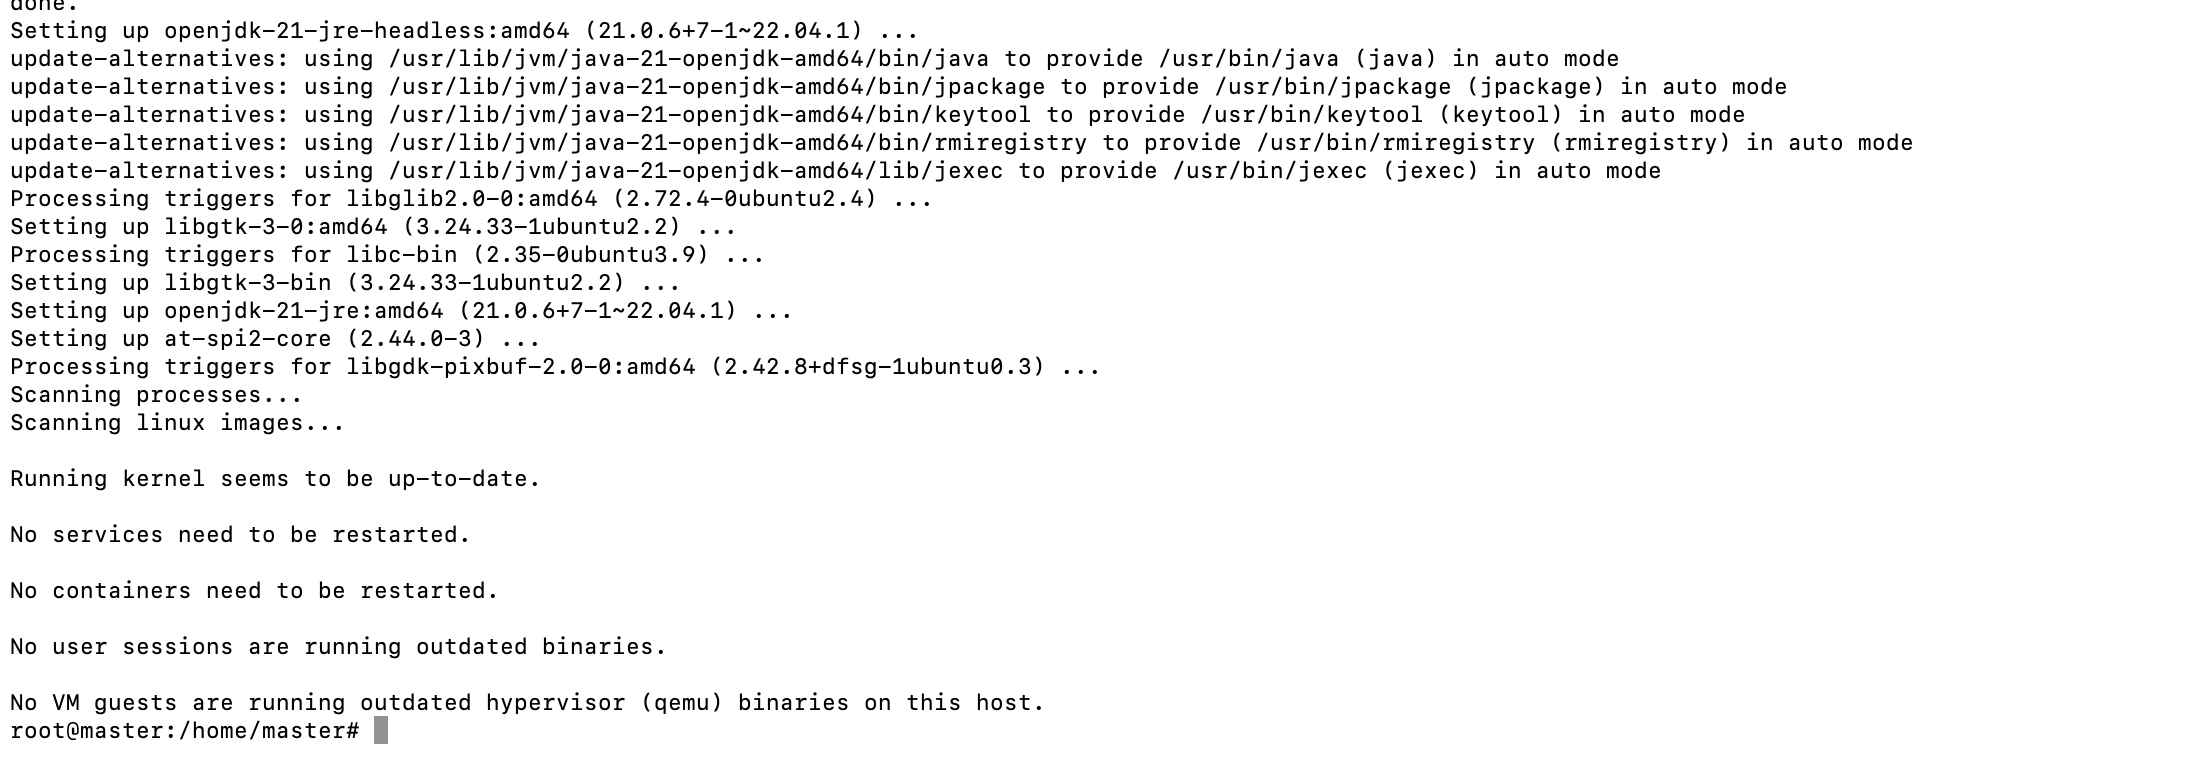 done.
Setting up openjdk-21-jre-headless:amd64 (21.0.6+7-1~22.04.1) ...
update-alternatives: using /usr/lib/jvm/java-21-openjdk-amd64/bin/java to provide /usr/bin/java (java) in auto mode
update-alternatives: using /usr/lib/jvm/java-21-openjdk-amd64/bin/jpackage to provide /usr/bin/jpackage (jpackage) in auto mode
update-alternatives: using /usr/lib/jvm/java-21-openjdk-amd64/bin/keytool to provide /usr/bin/keytool (keytool) in auto mode
update-alternatives: using /usr/lib/jvm/java-21-openjdk-amd64/bin/rmiregistry to provide /usr/bin/rmiregistry (rmiregistry) in auto mode
update-alternatives: using /usr/lib/jvm/java-21-openjdk-amd64/lib/jexec to provide /usr/bin/jexec (jexec) in auto mode
Processing triggers for libglib2.0-0:amd64 (2.72.4-0ubuntu2.4) ...
Setting up libgtk-3-0:amd64 (3.24.33-1ubuntu2.2) ...
Processing triggers for libc-bin (2.35-0ubuntu3.9) ...
Setting up libgtk-3-bin (3.24.33-1ubuntu2.2) ...
Setting up openjdk-21-jre:amd64 (21.0.6+7-1~22.04.1) ...
Setting up at-spi2-core (2.44.0-3) ...
Processing triggers for libgdk-pixbuf-2.0-0:amd64 (2.42.8+dfsg-1ubuntu0.3) ...
Scanning processes...
Scanning linux images...
Running kernel seems to be up-to-date.
No services need to be restarted.
No containers need to be restarted.
No user sessions are running outdated binaries.
No VM guests are running outdated hypervisor (qemu) binaries on this host.
root@master:/home/master#